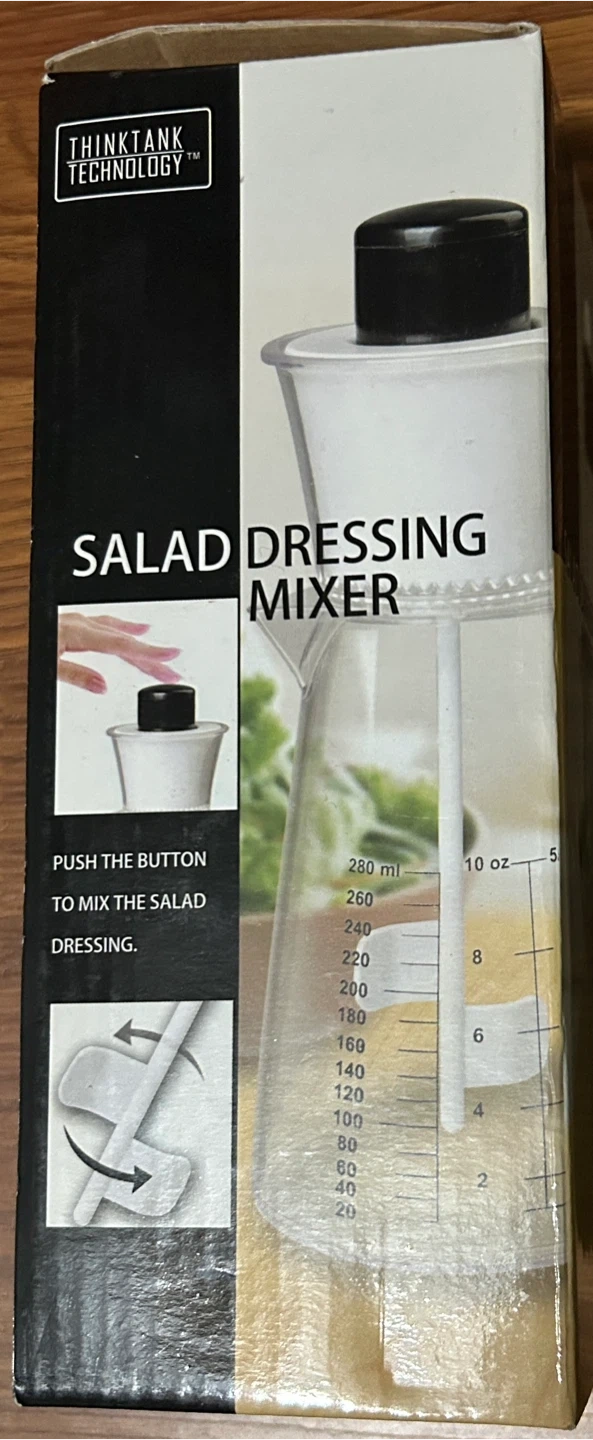 THINKTANK
TECHNOLOGY™
SALAD DRESSING
MIXER
PUSH THE BUTTON
TO MIX THE SALAD
DRESSING.
280 ml 10 oz 5
260
240 8
220
200
180 6
160
140
120 4
100
80
60 2
40
20